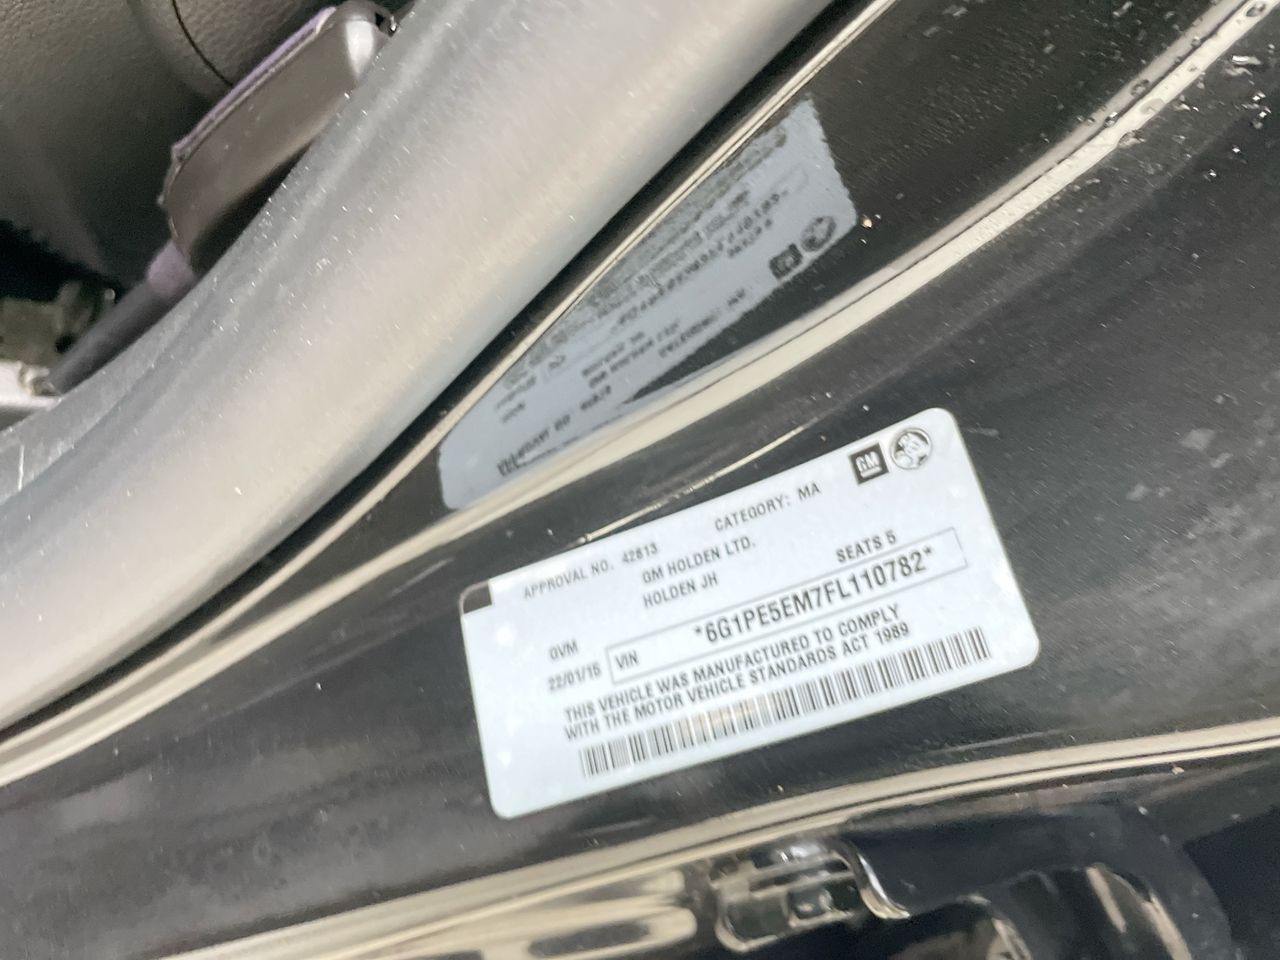 APPROVAL NO. 42813 CATEGORY: MA
GM
GM HOLDEN LTD.
HOLDEN JH SEATS 5
GVM
22/01/15 VIN *6G1PE5EM7FL110782*
THIS VEHICLE WAS MANUFACTURED TO COMPLY
WITH THE MOTOR VEHICLE STANDARDS ACT 1989